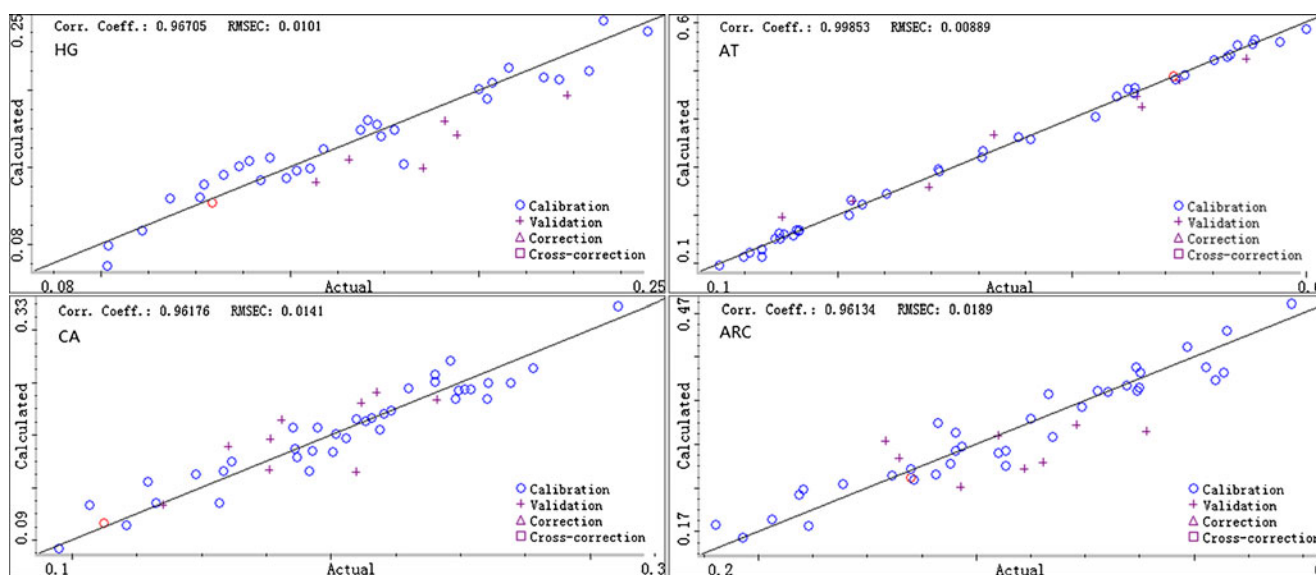 Corr. Coeff.: 0.96705 RMSEC: 0.0101
HG
0.25
Calculated
0.08
Calibration
Validation
Correction
Cross-correction
0.08 Actual 0.25
Corr. Coeff.: 0.99853 RMSEC: 0.00889
AT
0.6
Calculated
0.1
Calibration
Validation
Correction
Cross-correction
0.1 Actual
Corr. Coeff.: 0.96176 RMSEC: 0.0141
CA
0.33
Calculated
0.09
Calibration
Validation
Correction
Cross-correction
0.1 Actual 0.3
Corr. Coeff.: 0.96134 RMSEC: 0.0189
ARC
0.47
Calculated
0.17
Calibration
Validation
Correction
Cross-correction
0.2 Actual